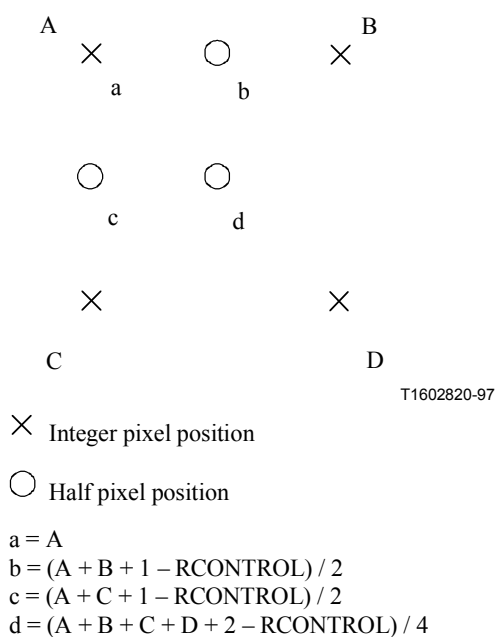 A B
a b
c d
C D
T1602820-97
Integer pixel position
Half pixel position
a = A
b = (A + B + 1 – RCONTROL) / 2
c = (A + C + 1 – RCONTROL) / 2
d = (A + B + C + D + 2 – RCONTROL) / 4